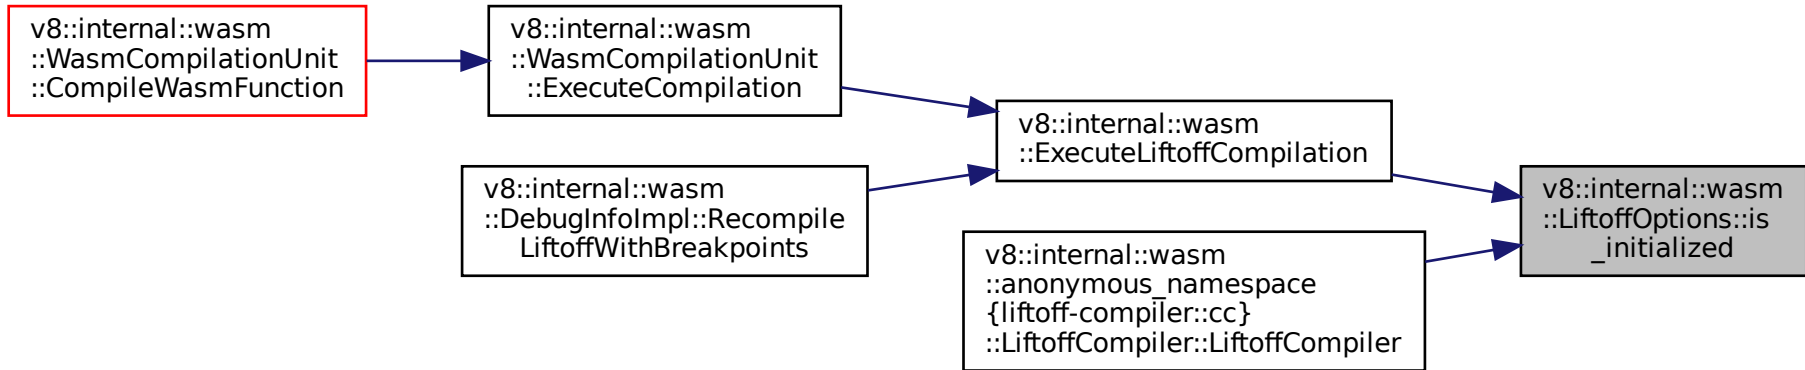 v8::internal::wasm
::WasmCompilationUnit
::CompileWasmFunction
v8::internal::wasm
::WasmCompilationUnit
::ExecuteCompilation
v8::internal::wasm
::DebugInfoImpl::Recompile
LiftoffWithBreakpoints
v8::internal::wasm
::ExecuteLiftoffCompilation
v8::internal::wasm
::anonymous_namespace
{liftoff-compiler::cc}
::LiftoffCompiler::LiftoffCompiler
v8::internal::wasm
::LiftoffOptions::is
_initialized